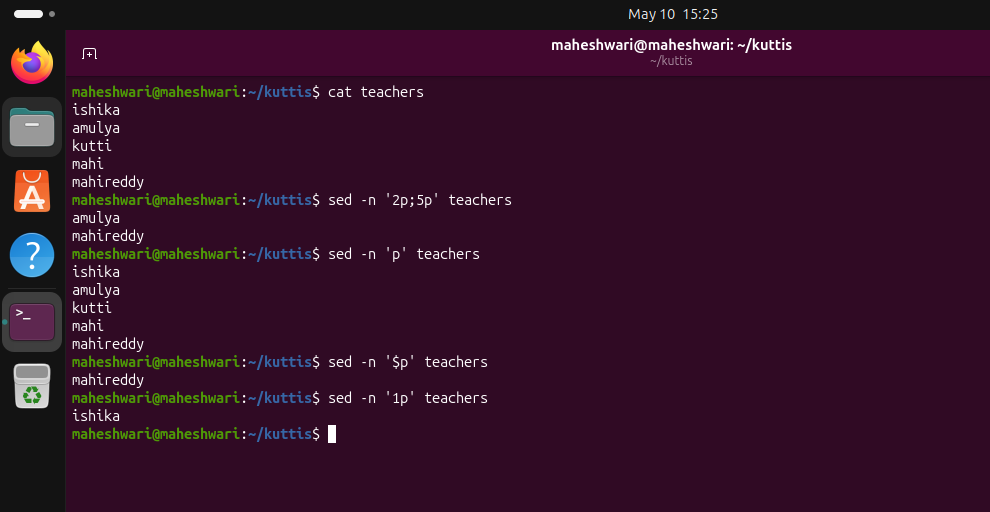 May 10 15:25
maheshwari@maheshwari: ~/kuttis
~/kuttis
maheshwari@maheshwari:~/kuttis$ cat teachers
ishika
amulya
kutti
mahi
mahireddy
maheshwari@maheshwari:~/kuttis$ sed -n '2p;5p' teachers
amulya
mahireddy
maheshwari@maheshwari:~/kuttis$ sed -n 'p' teachers
ishika
amulya
kutti
mahi
mahireddy
maheshwari@maheshwari:~/kuttis$ sed -n '$p' teachers
mahireddy
maheshwari@maheshwari:~/kuttis$ sed -n '1p' teachers
ishika
maheshwari@maheshwari:~/kuttis$